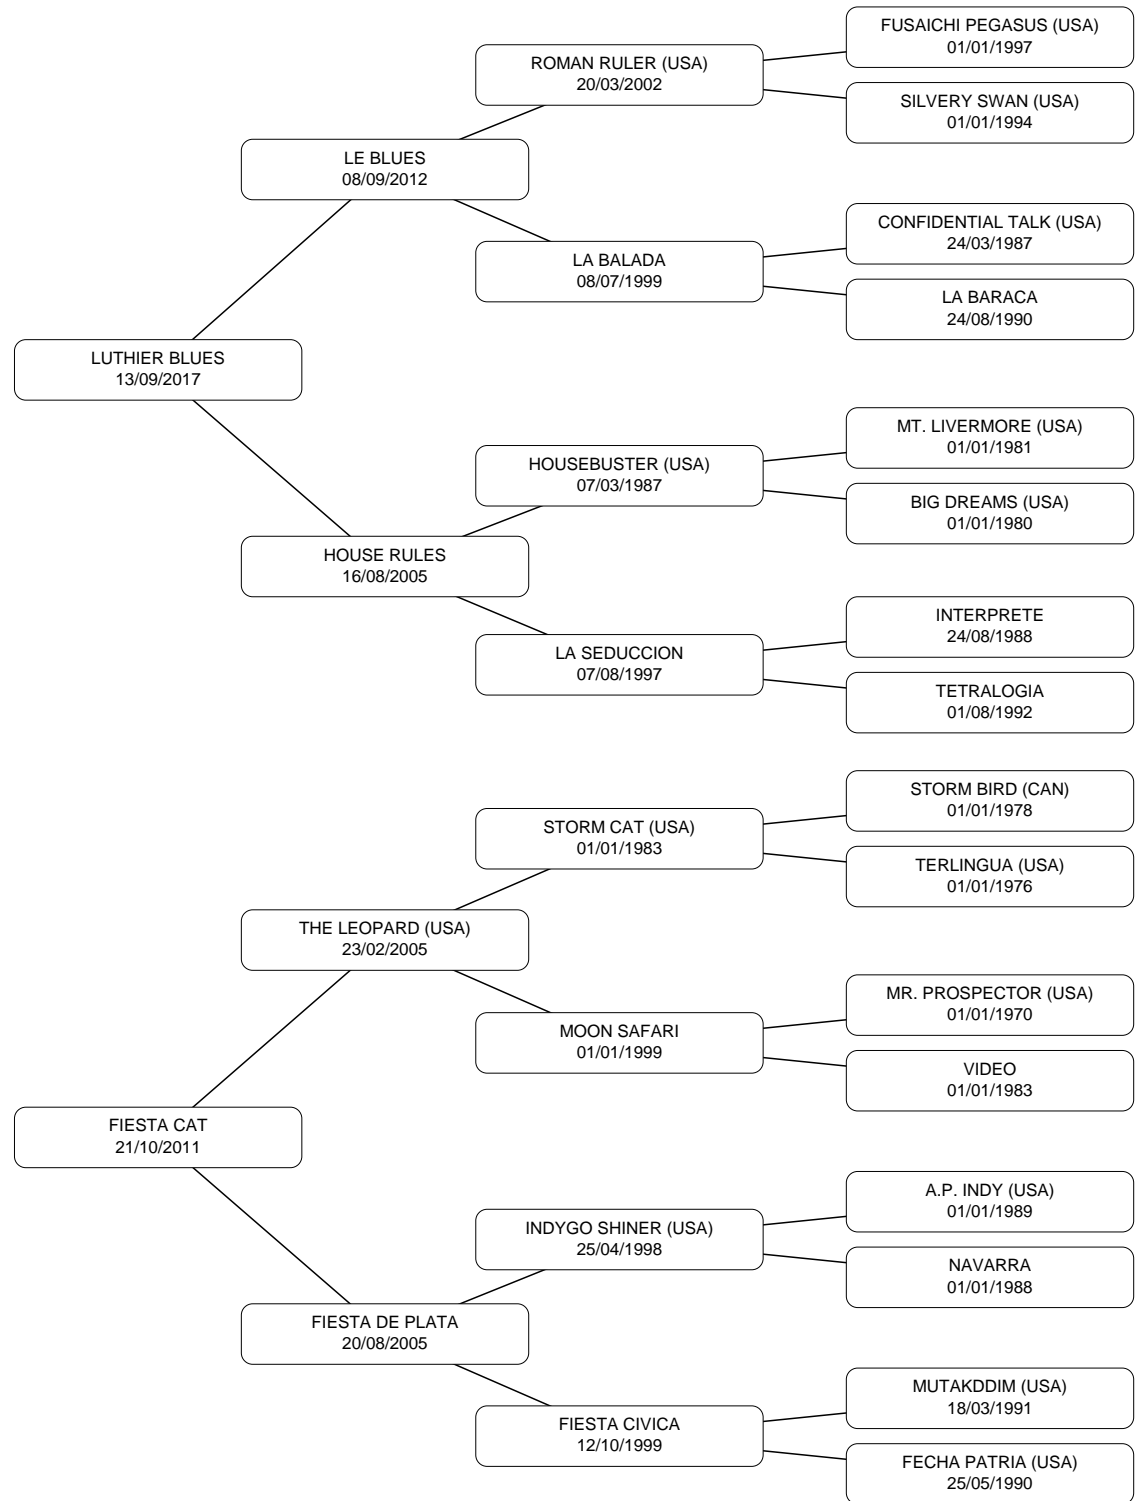 FUSAICHI PEGASUS (USA)
01/01/1997
ROMAN RULER (USA)
20/03/2002
SILVERY SWAN (USA)
01/01/1994
LE BLUES
08/09/2012
CONFIDENTIAL TALK (USA)
24/03/1987
LA BALADA
08/07/1999
LA BARACA
24/08/1990
LUTHIER BLUES
13/09/2017
MT. LIVERMORE (USA)
01/01/1981
HOUSEBUSTER (USA)
07/03/1987
BIG DREAMS (USA)
01/01/1980
HOUSE RULES
16/08/2005
INTERPRETE
24/08/1988
LA SEDUCCION
07/08/1997
TETRALOGIA
01/08/1992
STORM BIRD (CAN)
01/01/1978
STORM CAT (USA)
01/01/1983
TERLINGUA (USA)
01/01/1976
THE LEOPARD (USA)
23/02/2005
MR. PROSPECTOR (USA)
01/01/1970
MOON SAFARI
01/01/1999
VIDEO
01/01/1983
FIESTA CAT
21/10/2011
A.P. INDY (USA)
01/01/1989
INDYGO SHINER (USA)
25/04/1998
NAVARRA
01/01/1988
FIESTA DE PLATA
20/08/2005
MUTAKDDIM (USA)
18/03/1991
FIESTA CIVICA
12/10/1999
FECHA PATRIA (USA)
25/05/1990